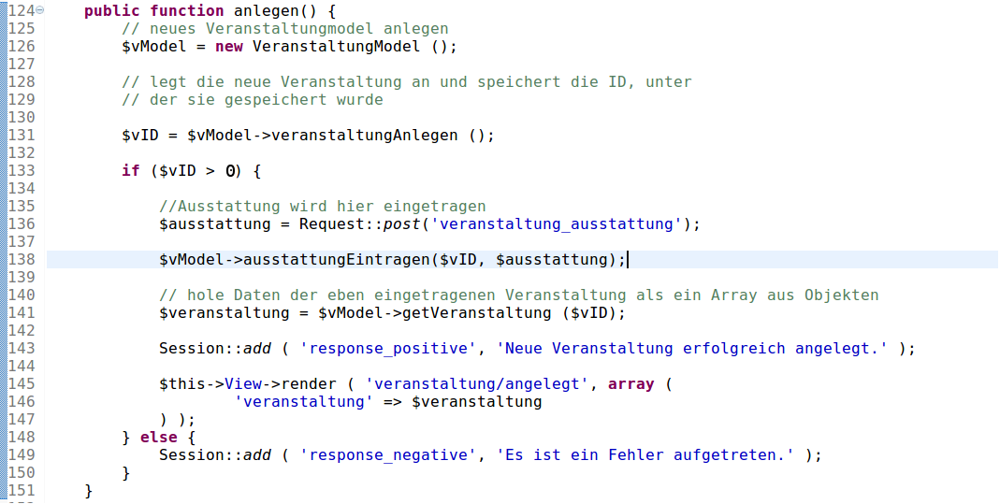 124 public function anlegen() {
125 // neues Veranstaltungmodel anlegen
126 $vModel = new VeranstaltungModel ();
127
128 // legt die neue Veranstaltung an und speichert die ID, unter
129 // der sie gespeichert wurde
130
131 $vID = $vModel->veranstaltungAnlegen ();
132
133 if ($vID > 0) {
134
135 //Ausstattung wird hier eingetragen
136 $ausstattung = Request::post('veranstaltung_ausstattung');
137
138 $vModel->ausstattungEintragen($vID, $ausstattung);
139
140 // hole Daten der eben eingetragenen Veranstaltung als ein Array aus Objekten
141 $veranstaltung = $vModel->getVeranstaltung ($vID);
142
143 Session::add ( 'response_positive', 'Neue Veranstaltung erfolgreich angelegt.' );
144
145 $this->View->render ( 'veranstaltung/angelegt', array (
146 'veranstaltung' => $veranstaltung
147 ) );
148 } else {
149 Session::add ( 'response_negative', 'Es ist ein Fehler aufgetreten.' );
150 }
151 }